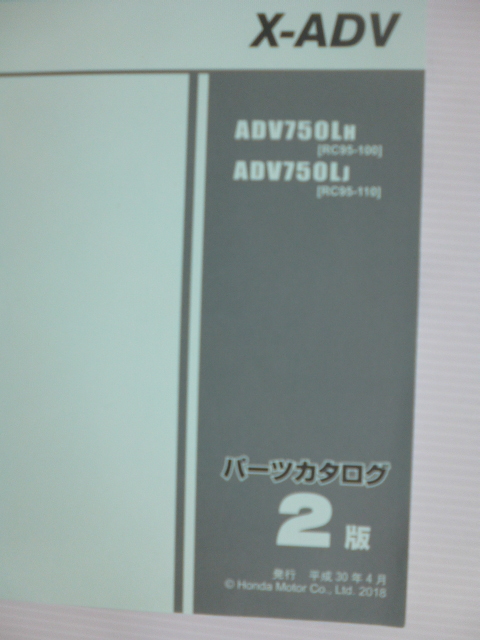 X-ADV
ADV750LH
[RC95-100]
ADV750LJ
[RC95-110]
パーツカタログ
2版
発行 平成30年4月
© Honda Motor Co., Ltd. 2018